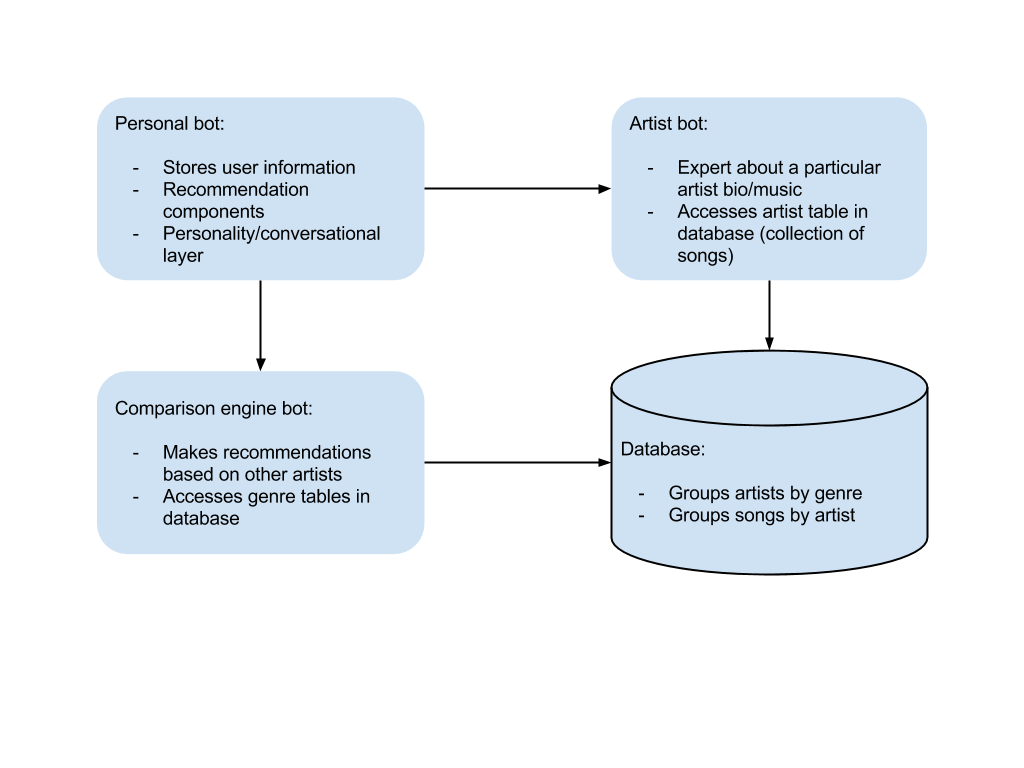 Personal bot:
- Stores user information
- Recommendation
components
- Personality/conversational
layer
Artist bot:
- Expert about a particular
artist bio/music
- Accesses artist table in
database (collection of
songs)
Comparison engine bot:
- Makes recommendations
based on other artists
- Accesses genre tables in
database
Database:
- Groups artists by genre
- Groups songs by artist